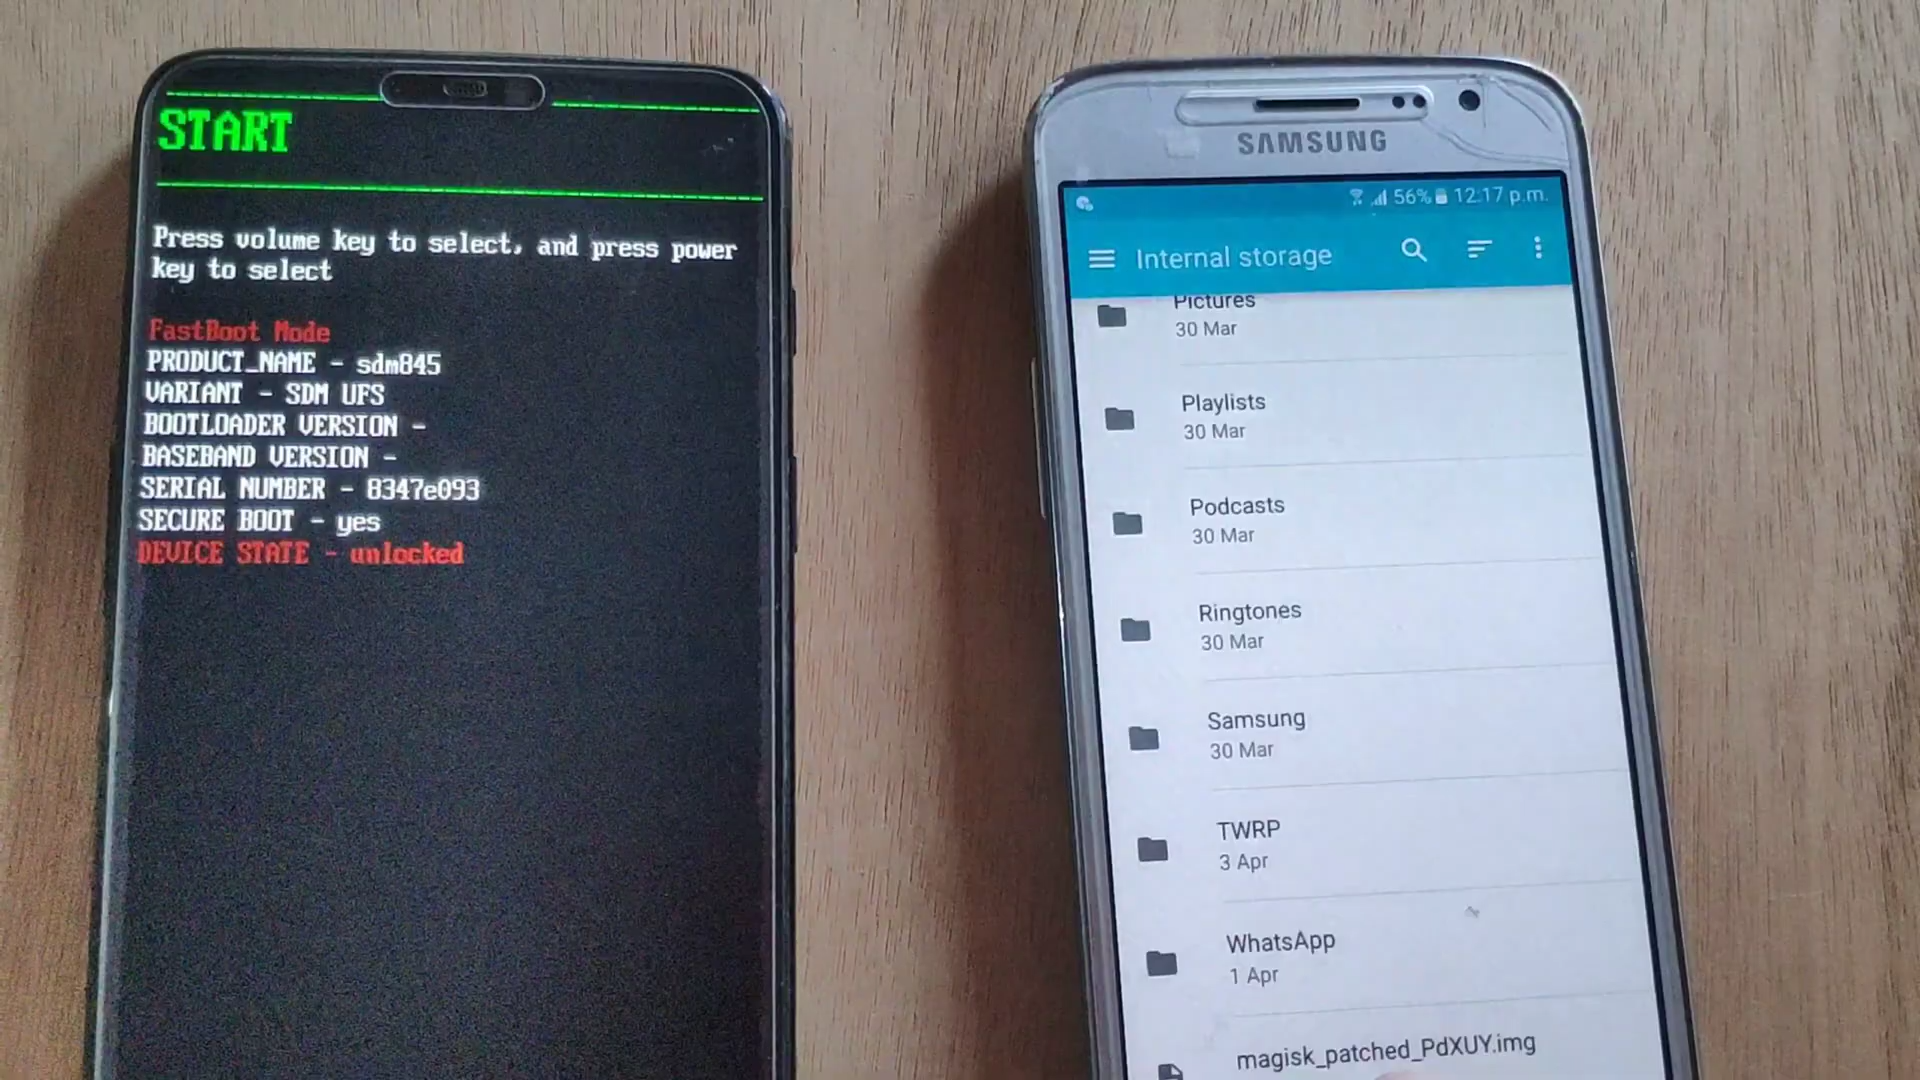 START
Press volume key to select, and press power
key to select
FastBoot Mode
PRODUCT_NAME - sdm845
VARIANT - SDM UFS
BOOTLOADER VERSION -
BASEBAND VERSION -
SERIAL NUMBER - 8347e093
SECURE BOOT - yes
DEVICE STATE - unlocked
SAMSUNG
56% 12:17 p.m.
Internal storage
Pictures
30 Mar
Playlists
30 Mar
Podcasts
30 Mar
Ringtones
30 Mar
Samsung
30 Mar
TWRP
3 Apr
WhatsApp
1 Apr
magisk_patched_PdXUY.img